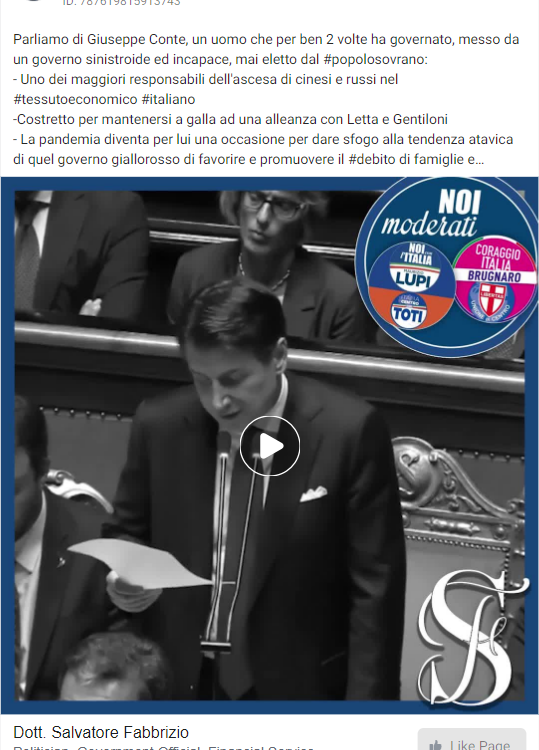 ID: 787619815913743
Parliamo di Giuseppe Conte, un uomo che per ben 2 volte ha governato, messo da
un governo sinistroide ed incapace, mai eletto dal #popolosovrano:
- Uno dei maggiori responsabili dell'ascesa di cinesi e russi nel
#tessutoeconomico #italiano
-Costretto per mantenersi a galla ad una alleanza con Letta e Gentiloni
- La pandemia diventa per lui una occasione per dare sfogo alla tendenza atavica
di quel governo giallorosso di favorire e promuovere il #debito di famiglie e…
NOI
moderati
NOI CON
l'ITALIA
LUPI
TOTI
CORAGGIO
ITALIA
BRUGNARO
LIBERTAS
Dott. Salvatore Fabbrizio
Politician, Government Official, Financial Service
Like Page